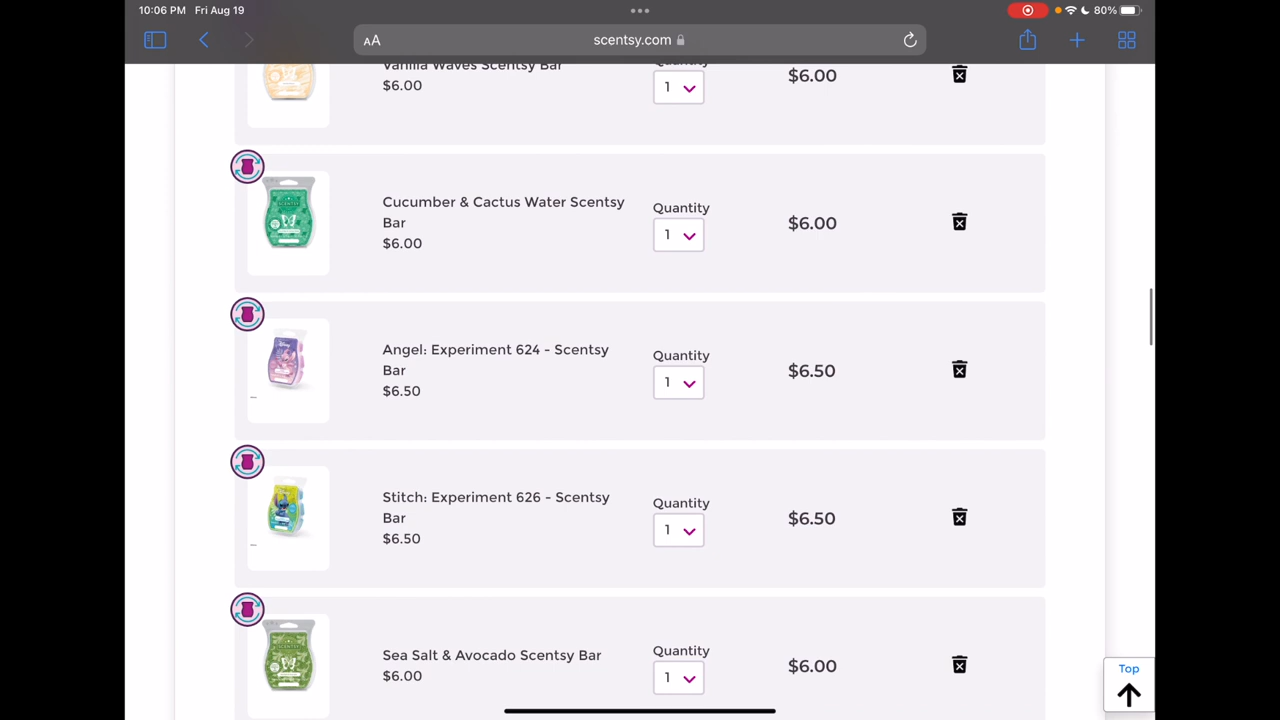 10:06 PM Fri Aug 19
80%
AA
scentsy.com
Vanilla Waves Scentsy Bar
Quantity
$6.00
1
$6.00
Cucumber & Cactus Water Scentsy
Bar
$6.00
Quantity
1
$6.00
Angel: Experiment 624 - Scentsy
Bar
$6.50
Quantity
1
$6.50
Stitch: Experiment 626 - Scentsy
Bar
$6.50
Quantity
1
$6.50
Sea Salt & Avocado Scentsy Bar
$6.00
Quantity
1
$6.00
Top